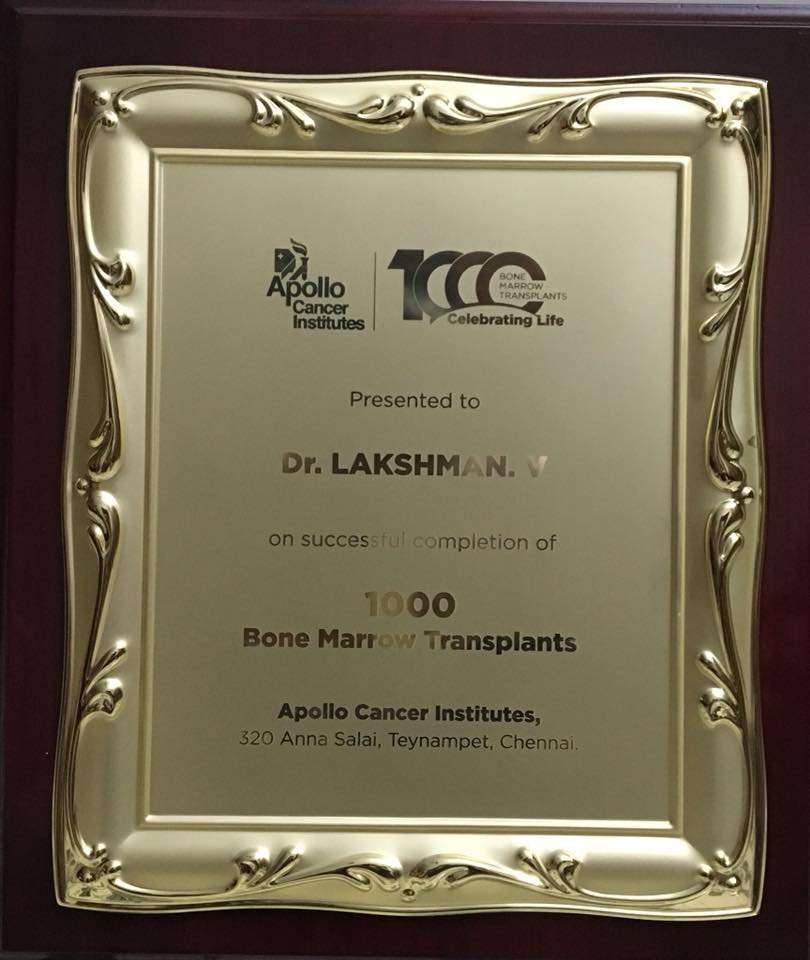 Apollo
Cancer
Institutes
1000
BONE
MARROW
TRANSPLANTS
Celebrating Life
Presented to
Dr. LAKSHMAN. V
on successful completion of
1000
Bone Marrow Transplants
Apollo Cancer Institutes,
320 Anna Salai, Teynampet, Chennai.